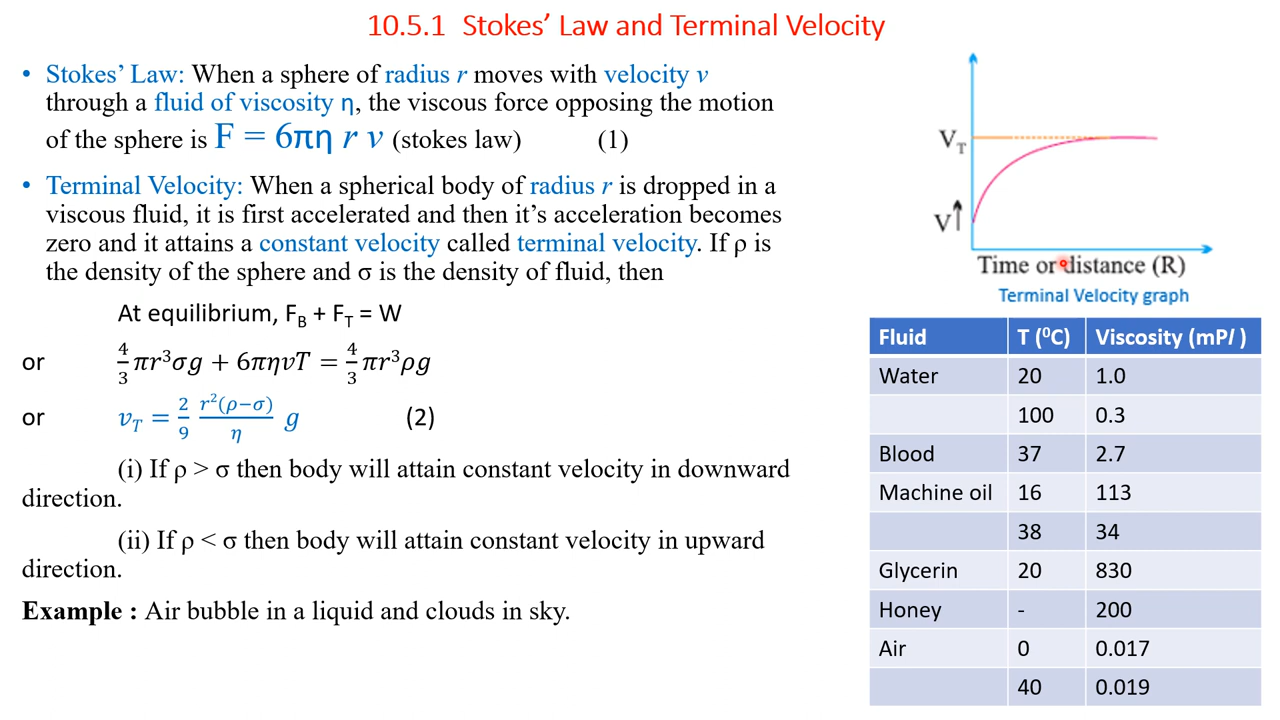 10.5.1 Stokes’ Law and Terminal Velocity
• Stokes’ Law: When a sphere of radius r moves with velocity v
through a fluid of viscosity η, the viscous force opposing the motion
of the sphere is F = 6πη r v (stokes law) (1)
• Terminal Velocity: When a spherical body of radius r is dropped in a
viscous fluid, it is first accelerated and then it’s acceleration becomes
zero and it attains a constant velocity called terminal velocity. If ρ is
the density of the sphere and σ is the density of fluid, then
At equilibrium, F_B + F_T = W
or 4/3 πr³σg + 6πηvT = 4/3 πr³ρg
or v_T = 2/9 r²(ρ−σ)/η g (2)
(i) If ρ > σ then body will attain constant velocity in downward
direction.
(ii) If ρ < σ then body will attain constant velocity in upward
direction.
Example : Air bubble in a liquid and clouds in sky.
V_T
V↑
Time or distance (R)
Terminal Velocity graph
Fluid T (⁰C) Viscosity (mPl )
Water 20 1.0
100 0.3
Blood 37 2.7
Machine oil 16 113
38 34
Glycerin 20 830
Honey - 200
Air 0 0.017
40 0.019